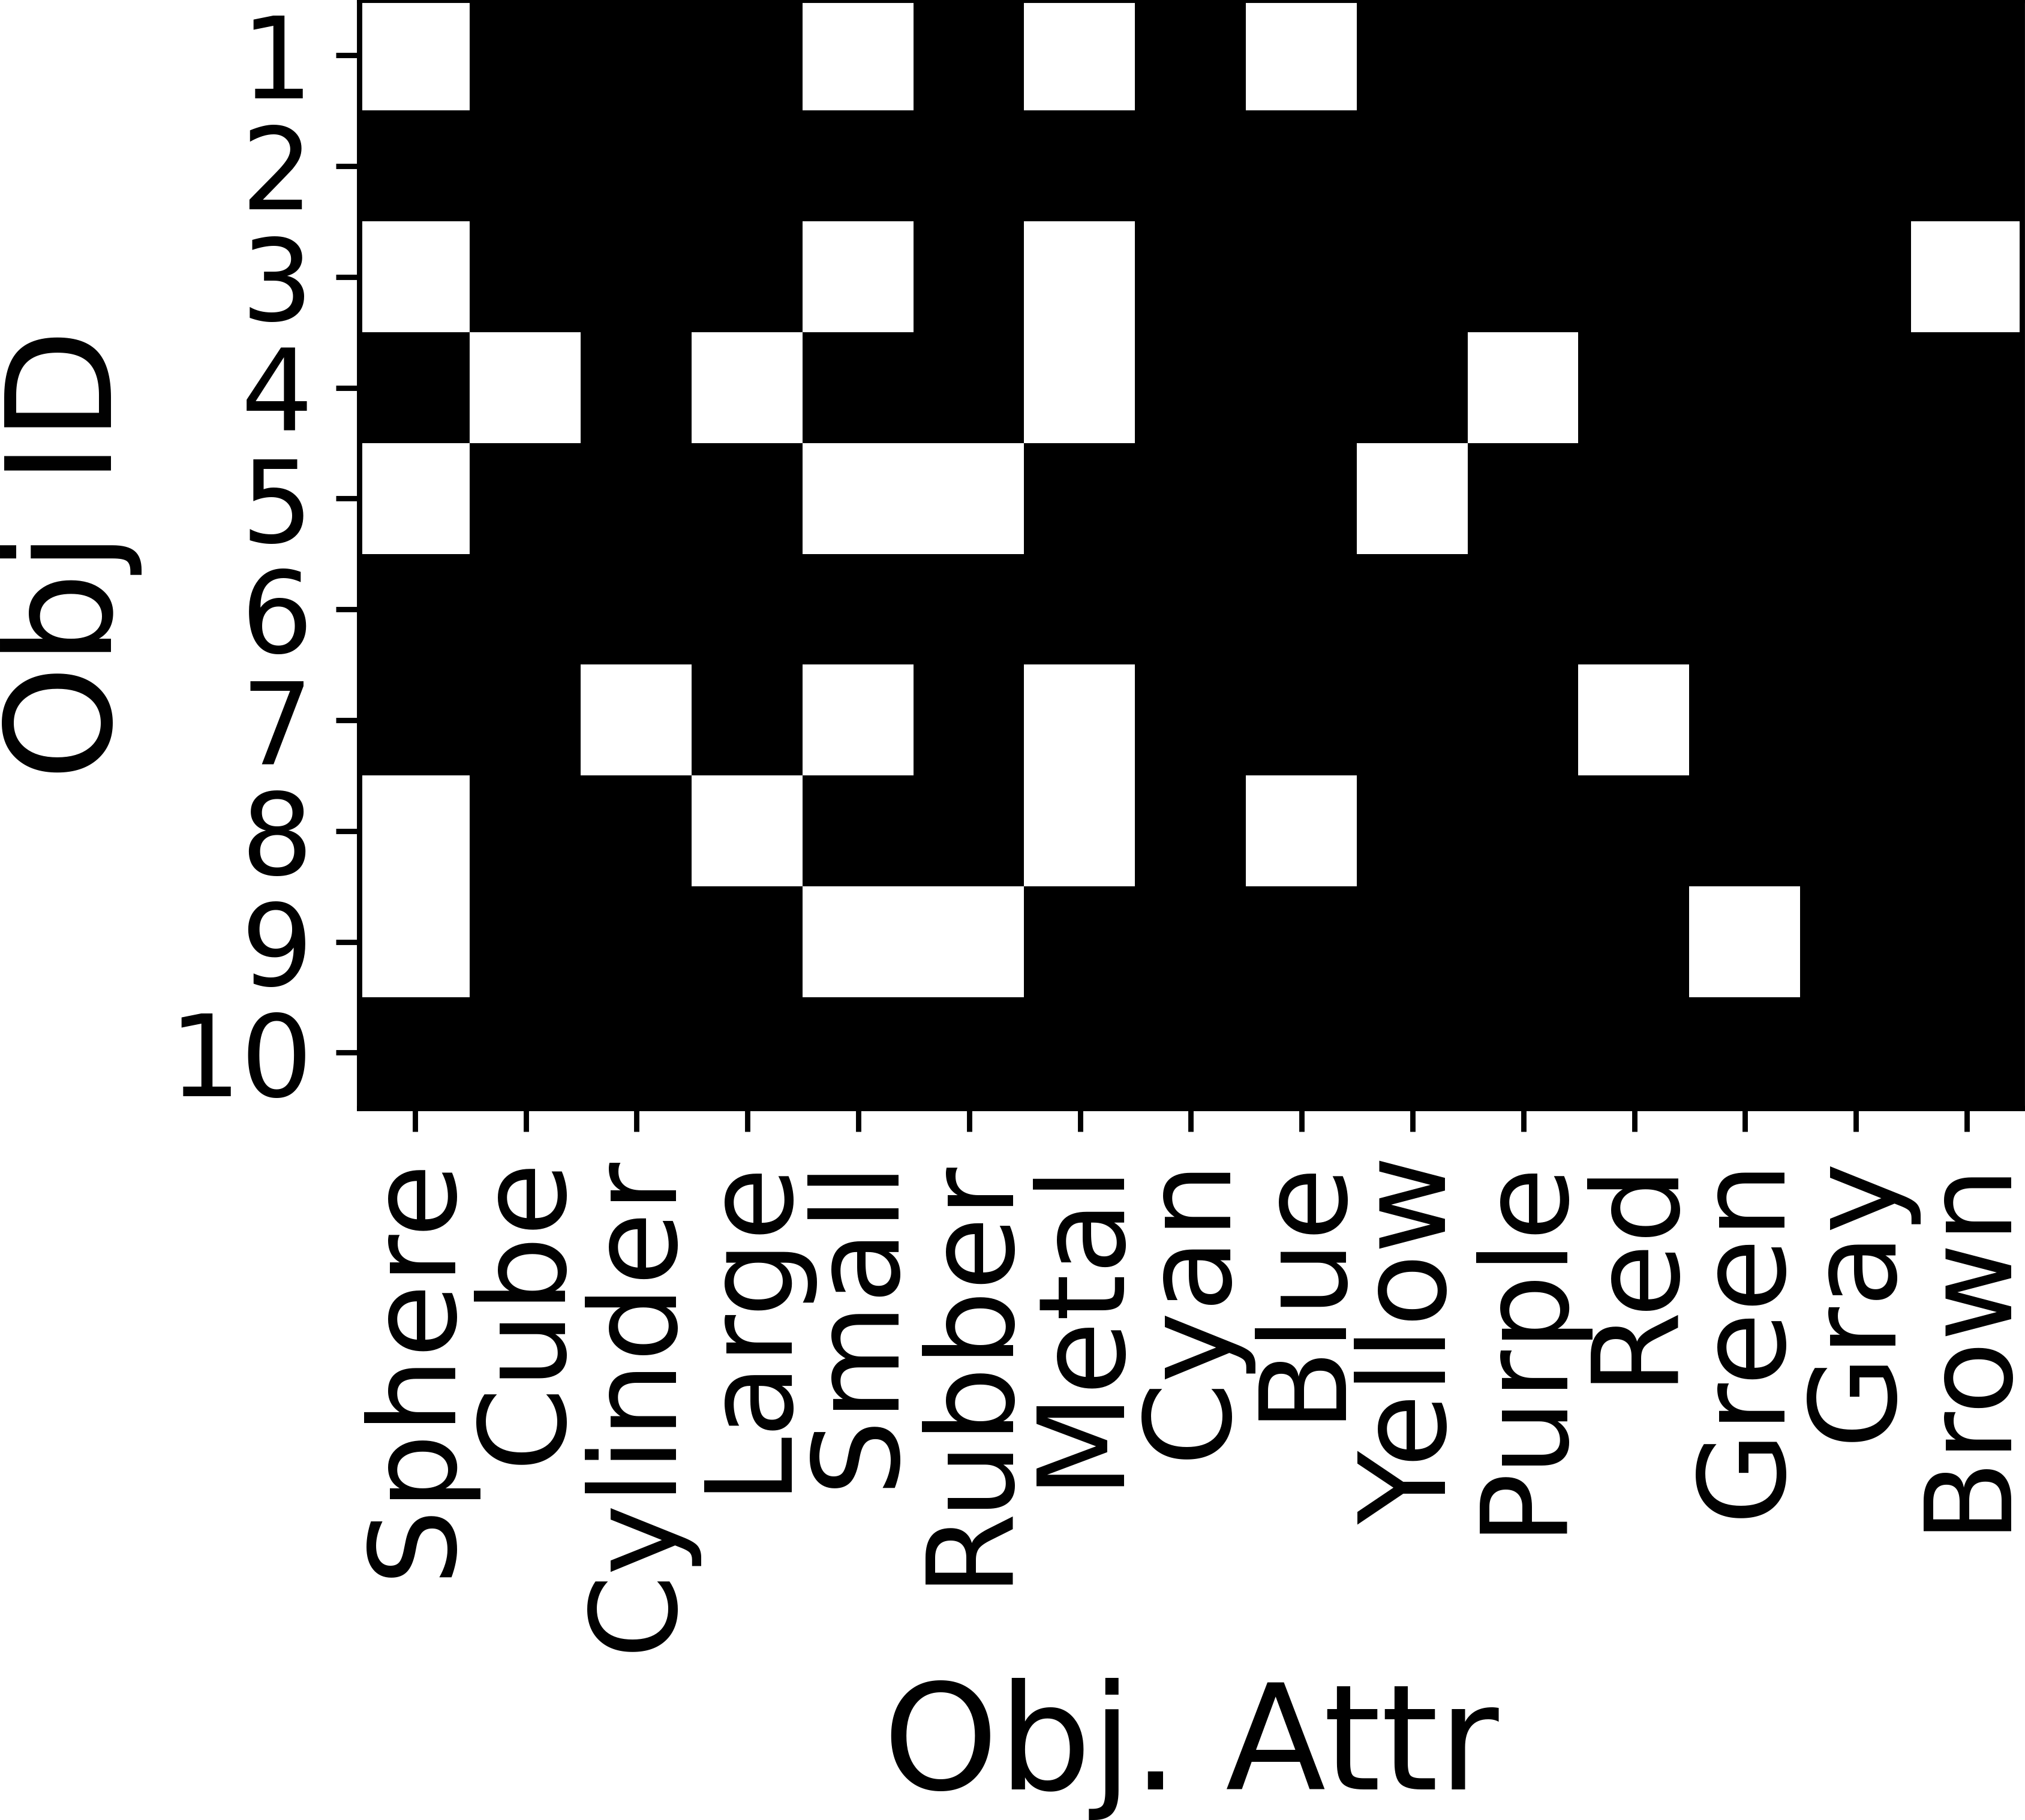 Obj ID
1
2
3
4
5
6
7
8
9
10
Sphere
Cube
Cylinder
Large
Small
Rubber
Metal
Cyan
Blue
Yellow
Purple
Red
Green
Gray
Brown
Obj. Attr